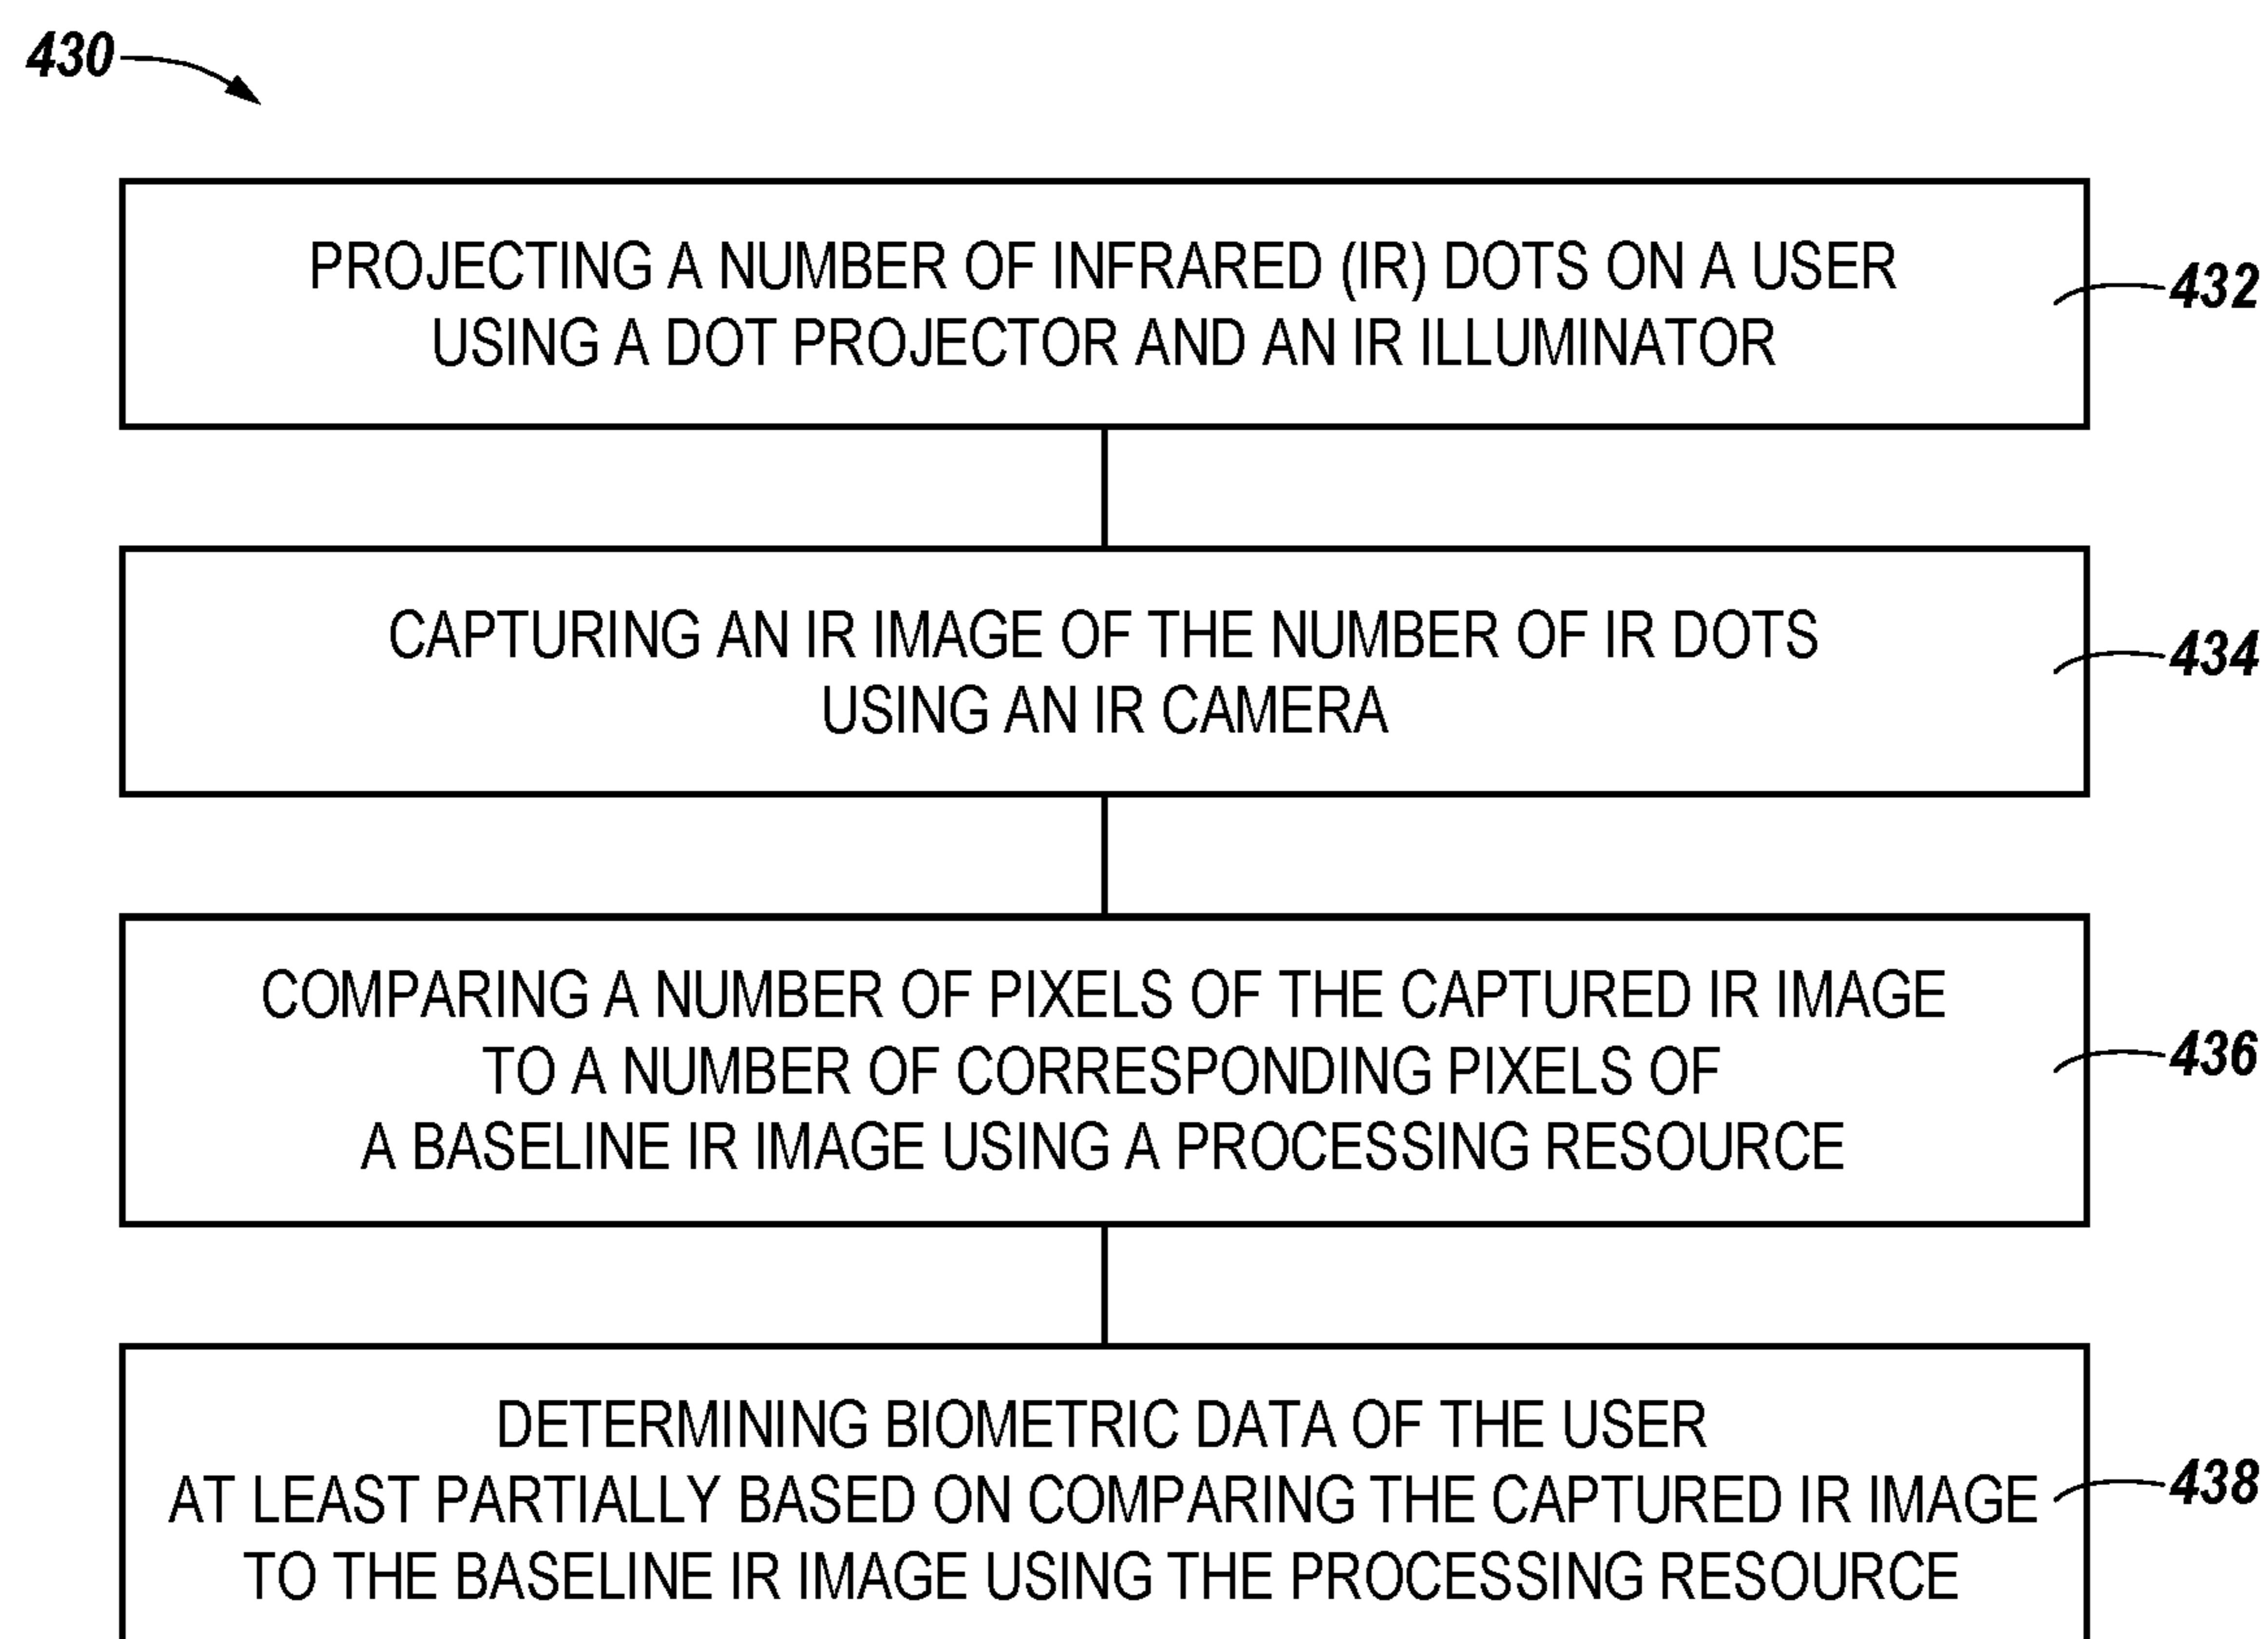 430
PROJECTING A NUMBER OF INFRARED (IR) DOTS ON A USER
USING A DOT PROJECTOR AND AN IR ILLUMINATOR
432
CAPTURING AN IR IMAGE OF THE NUMBER OF IR DOTS
USING AN IR CAMERA
434
COMPARING A NUMBER OF PIXELS OF THE CAPTURED IR IMAGE
TO A NUMBER OF CORRESPONDING PIXELS OF
A BASELINE IR IMAGE USING A PROCESSING RESOURCE
436
DETERMINING BIOMETRIC DATA OF THE USER
AT LEAST PARTIALLY BASED ON COMPARING THE CAPTURED IR IMAGE
TO THE BASELINE IR IMAGE USING THE PROCESSING RESOURCE
438